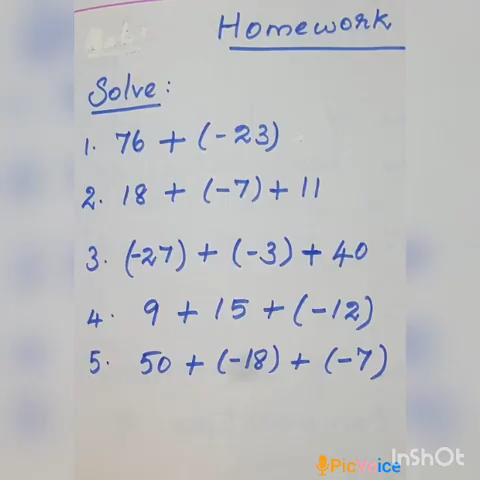 Homework
Solve:
1. 76 + (-23)
2. 18 + (-7) + 11
3. (-27) + (-3) + 40
4. 9 + 15 + (-12)
5. 50 + (-18) + (-7)
InShOt
PicVoice